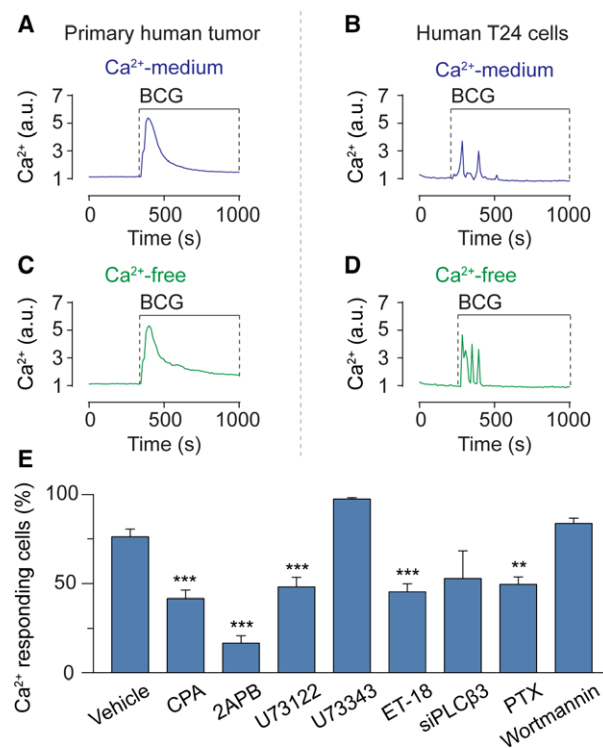 A Primary human tumor
Ca²⁺-medium
Ca²⁺ (a.u.)
7
5
3
1
BCG
0 500 1000
Time (s)
B Human T24 cells
Ca²⁺-medium
Ca²⁺ (a.u.)
7
5
3
1
BCG
0 500 1000
Time (s)
C
Ca²⁺-free
Ca²⁺ (a.u.)
7
5
3
1
BCG
0 500 1000
Time (s)
D
Ca²⁺-free
Ca²⁺ (a.u.)
7
5
3
1
BCG
0 500 1000
Time (s)
E
Ca²⁺ responding cells (%)
100
50
0
***
***
***
***
**
Vehicle
CPA
2APB
U73122
U73343
ET-18
siPLCβ3
PTX
Wortmannin